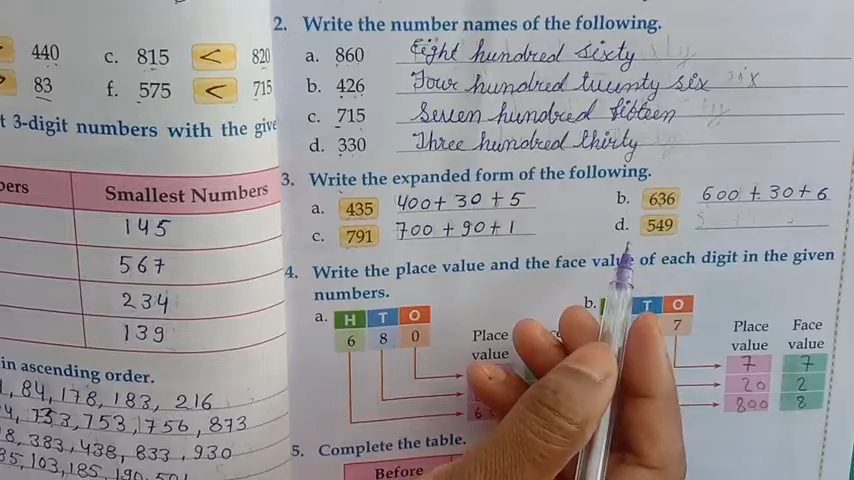 440 c. 815 < 820
83 f. 575 < 715
3-digit numbers with the
Smallest Numbers
145
567
234
139
in ascending order.
84, 178, 183, 216
753, 753, 756, 873
383, 438, 833, 930
103, 185, 190, 501
2. Write the number names of the following.
a. 860 Eight hundred sixty
b. 426 Four hundred twenty six
c. 715 Seven hundred fifteen
d. 330 Three hundred thirty
3. Write the expanded form of the following.
a. 435 400+30+5 b. 636 600+30+6
c. 791 700+90+1 d. 549
4. Write the place value and the face value of each digit in the given
numbers.
a. H T O b. T O
6 8 0 7
Place
value
Place Face
value value
7 7
20 2
800 8
5. Complete the table.
Before